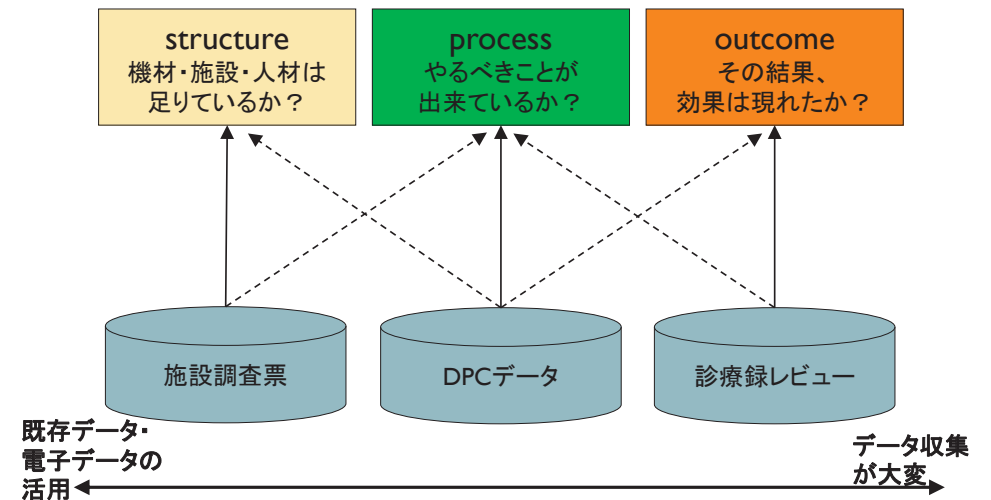 structure
機材・施設・人材は
足りているか？
process
やるべきことが
出来ているか？
outcome
その結果、
効果は現れたか？
施設調査票
DPCデータ
診療録レビュー
既存データ・
電子データの
活用
データ収集
が大変